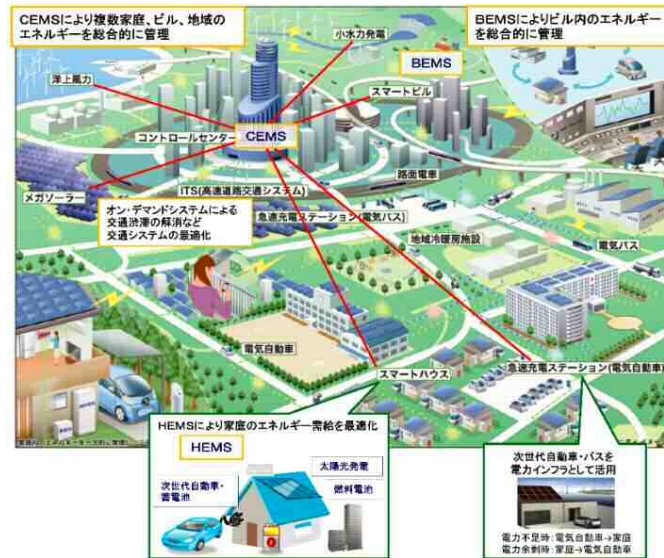 CEMSにより複数家庭、ビル、地域の
エネルギーを総合的に管理
BEMSによりビル内のエネルギー
を総合的に管理
小水力発電
BEMS
洋上風力
スマートビル
コントロールセンター
CEMS
メガソーラー
ITS(高速道路交通システム)
路面電車
オン・デマンドシステムによる
交通渋滞の解消など
交通システムの最適化
急速充電ステーション(電気バス)
地域冷暖房施設
電気バス
電気自動車
スマートハウス
急速充電ステーション(電気自動車)
HEMSにより家庭のエネルギー需給を最適化
HEMS
太陽光発電
次世代自動車・
蓄電池
燃料電池
次世代自動車・バスを
電力インフラとして活用
電力不足時:電気自動車→家庭
電力余剰時:家庭→電気自動車